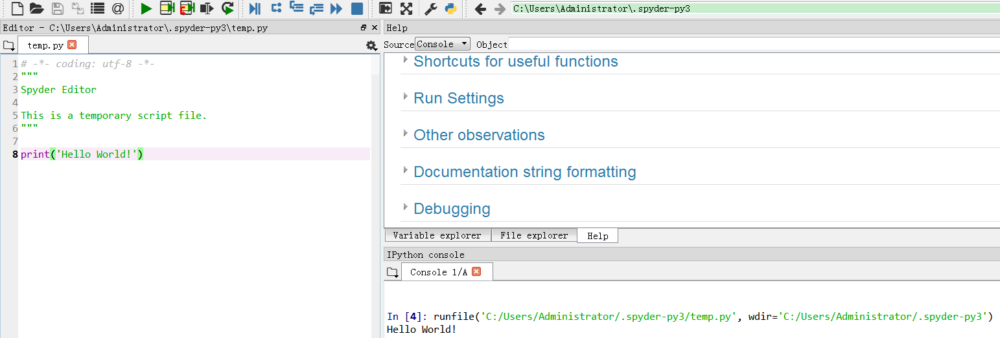 C:\Users\Administrator\.spyder-py3
Editor - C:\Users\Administrator\.spyder-py3\temp.py
temp.py
1 # -*- coding: utf-8 -*-
2 """
3 Spyder Editor
4
5 This is a temporary script file.
6 """
7
8 print('Hello World!')
Help
Source Console Object
Shortcuts for useful functions
Run Settings
Other observations
Documentation string formatting
Debugging
Variable explorer File explorer Help
IPython console
Console 1/A
In [4]: runfile('C:/Users/Administrator/.spyder-py3/temp.py', wdir='C:/Users/Administrator/.spyder-py3')
Hello World!